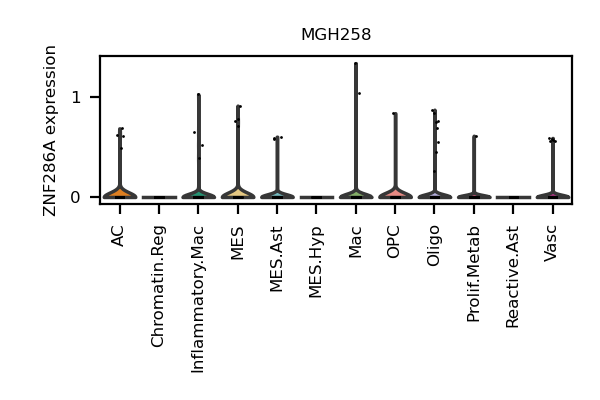 MGH258
ZNF286A expression
1
0
AC
Chromatin.Reg
Inflammatory.Mac
MES
MES.Ast
MES.Hyp
Mac
OPC
Oligo
Prolif.Metab
Reactive.Ast
Vasc